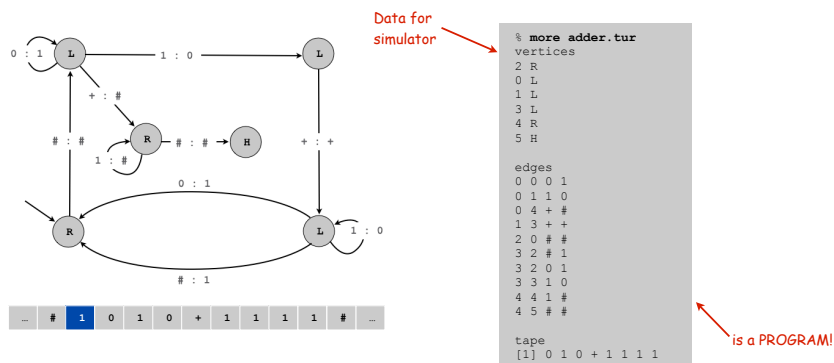 0 : 1
L
1 : 0
L
+ : #
R
# : #
H
1 : #
# : #
+ : +
0 : 1
R
L
1 : 0
# : 1
... # 1 0 1 0 + 1 1 1 1 # ...
Data for
simulator
% more adder.tur
vertices
2 R
0 L
1 L
3 L
4 R
5 H
edges
0 0 0 1
0 1 1 0
0 4 + #
1 3 + +
2 0 # #
3 2 # 1
3 2 0 1
3 3 1 0
4 4 1 #
4 5 # #
tape
[1] 0 1 0 + 1 1 1 1
is a PROGRAM!